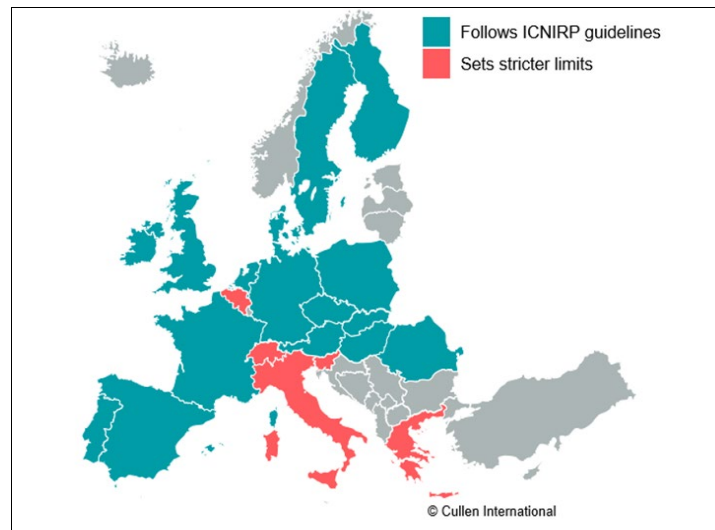 Follows ICNIRP guidelines
Sets stricter limits
© Cullen International